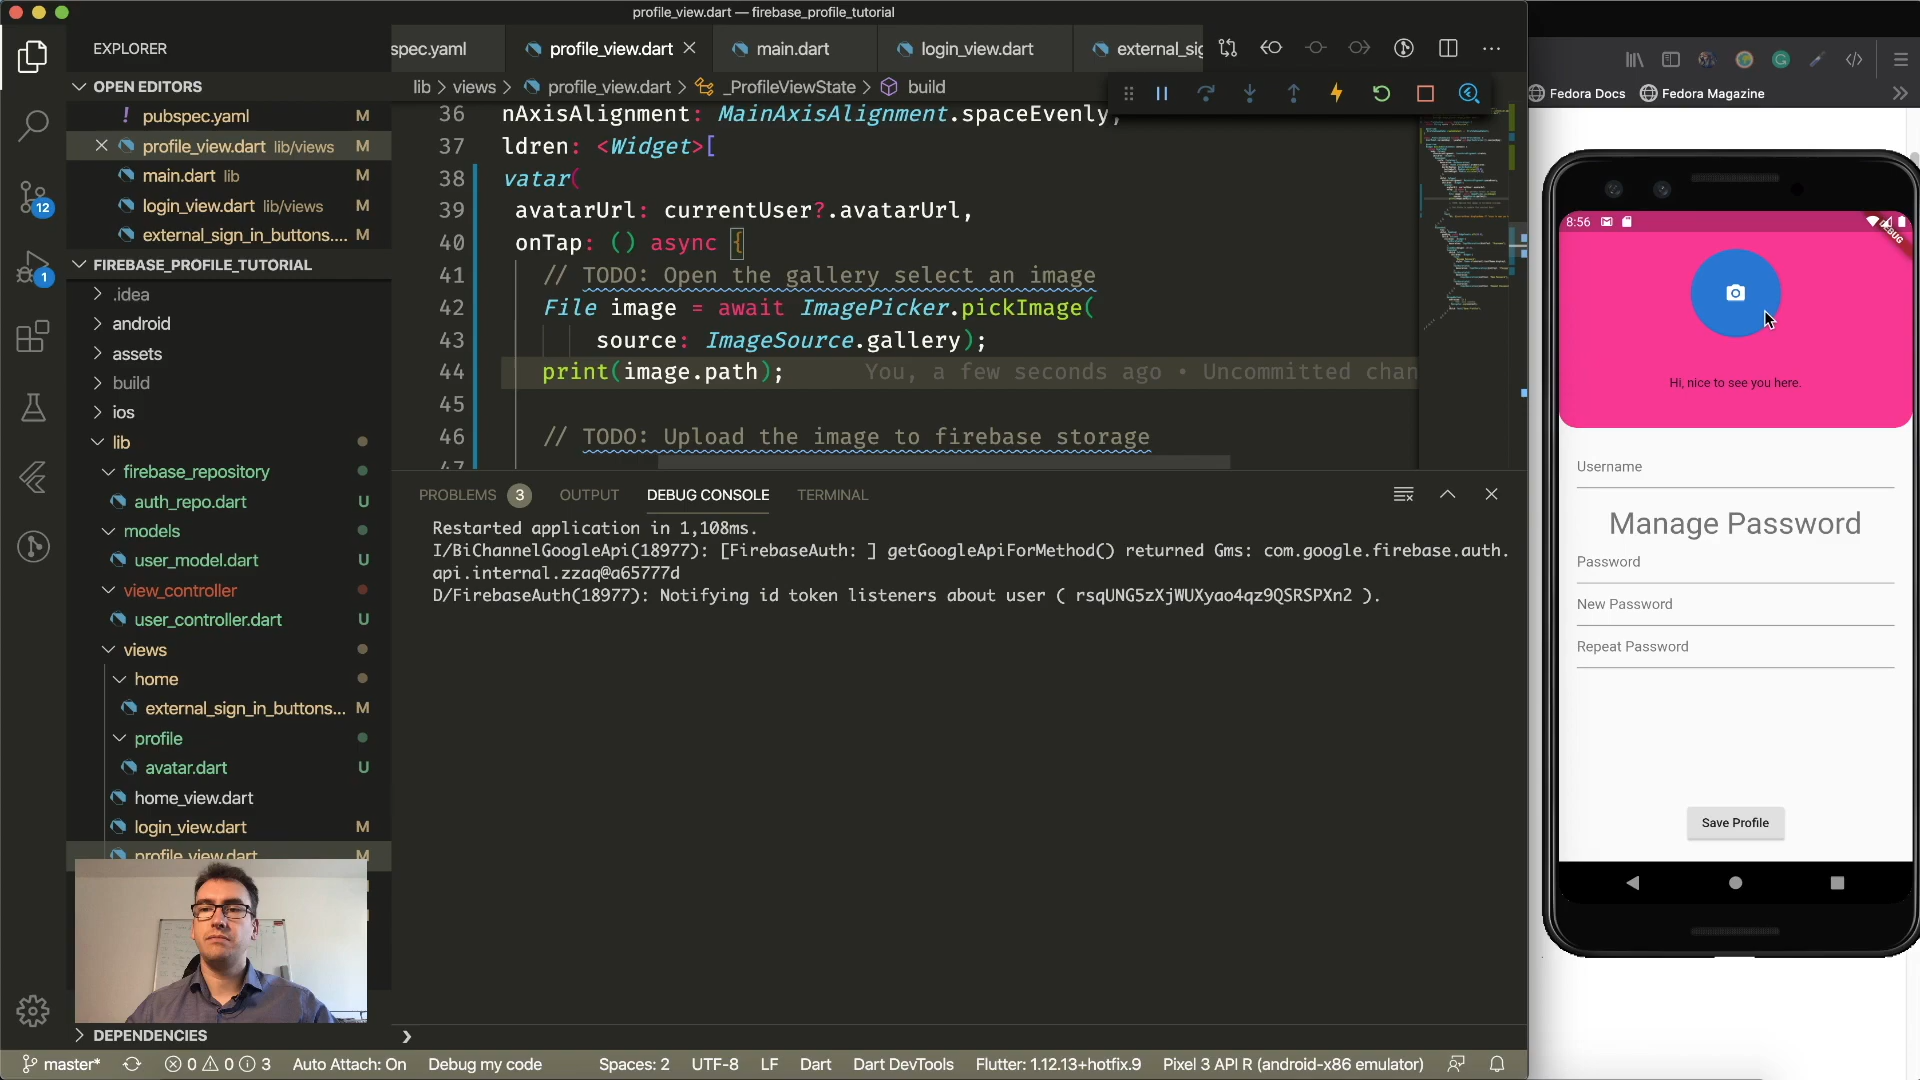 profile_view.dart — firebase_profile_tutorial
EXPLORER
OPEN EDITORS
! pubspec.yaml M
profile_view.dart lib/views M
main.dart lib M
login_view.dart lib/views M
external_sign_in_buttons.... M
FIREBASE_PROFILE_TUTORIAL
.idea
android
assets
build
ios
lib
firebase_repository
auth_repo.dart U
models
user_model.dart U
view_controller
user_controller.dart U
views
home
external_sign_in_buttons... M
profile
avatar.dart U
home_view.dart
login_view.dart M
profile_view.dart M
DEPENDENCIES
12
1
spec.yaml
profile_view.dart
main.dart
login_view.dart
external_sig
lib > views > profile_view.dart > _ProfileViewState > build
36 nAxisAlignment: MainAxisAlignment.spaceEvenly,
37 ldren: <Widget>[
38 vatar(
39 avatarUrl: currentUser?.avatarUrl,
40 onTap: () async {
41 // TODO: Open the gallery select an image
42 File image = await ImagePicker.pickImage(
43 source: ImageSource.gallery);
44 print(image.path); You, a few seconds ago • Uncommitted chan
45
46 // TODO: Upload the image to firebase storage
47
PROBLEMS 3 OUTPUT DEBUG CONSOLE TERMINAL
Restarted application in 1,108ms.
I/BiChannelGoogleApi(18977): [FirebaseAuth: ] getGoogleApiForMethod() returned Gms: com.google.firebase.auth.
api.internal.zzaq@a65777d
D/FirebaseAuth(18977): Notifying id token listeners about user ( rsqUNG5zXjWUXyao4qz9QSRSPXn2 ).
master* 0 0 3 Auto Attach: On Debug my code Spaces: 2 UTF-8 LF Dart Dart DevTools Flutter: 1.12.13+hotfix.9 Pixel 3 API R (android-x86 emulator)
Fedora Docs Fedora Magazine
8:56
DEBUG
Hi, nice to see you here.
Username
Manage Password
Password
New Password
Repeat Password
Save Profile